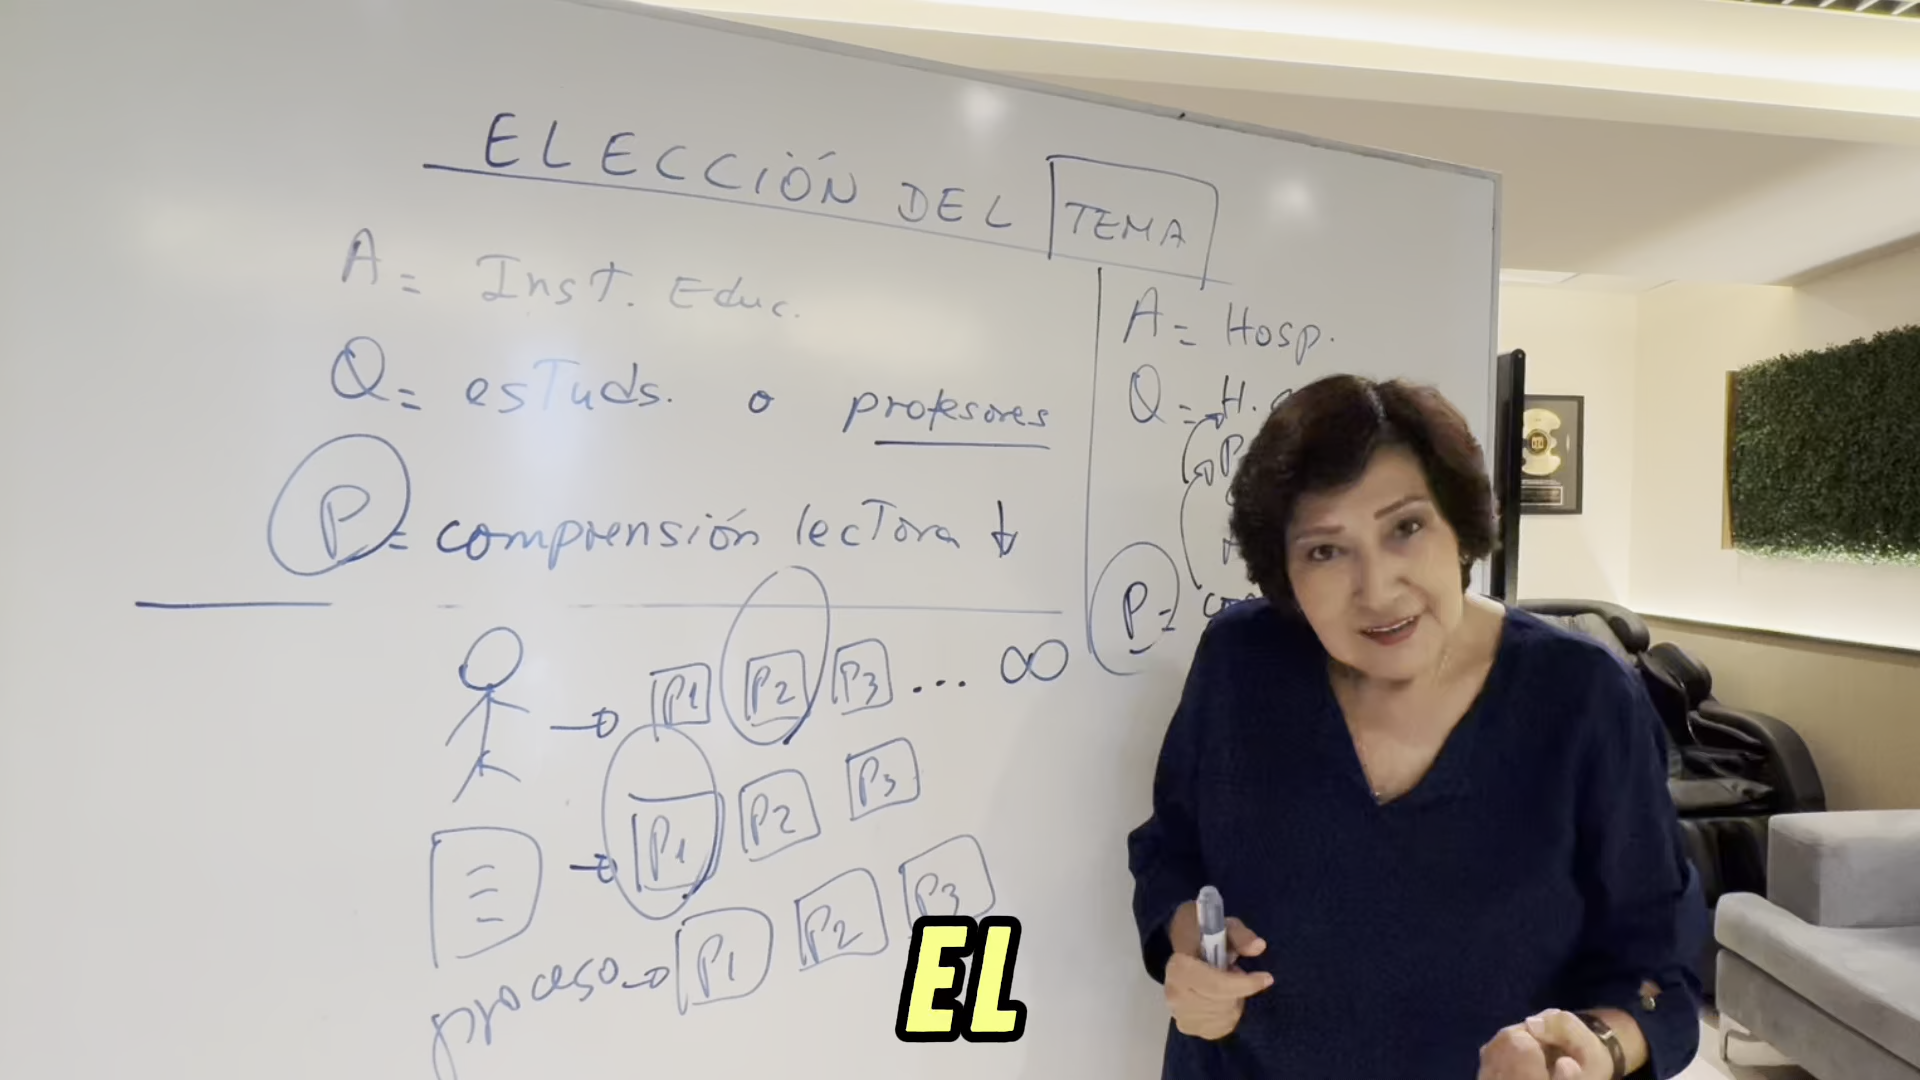 ELECCIÓN DEL TEMA
A = Inst. Educ.
Q = estuds. o profesores
P = comprensión lectora ↓
A = Hosp.
Q = H.
P
P =
→ P1 P2 P3 ... ∞
→ P1 P2 P3
proceso → P1 P2 P3
EL